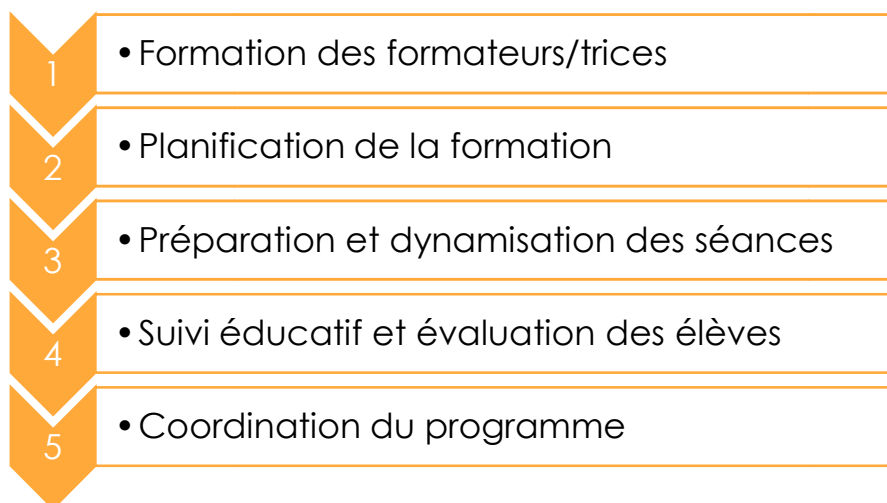 1
• Formation des formateurs/trices
2
• Planification de la formation
3
• Préparation et dynamisation des séances
4
• Suivi éducatif et évaluation des élèves
5
• Coordination du programme